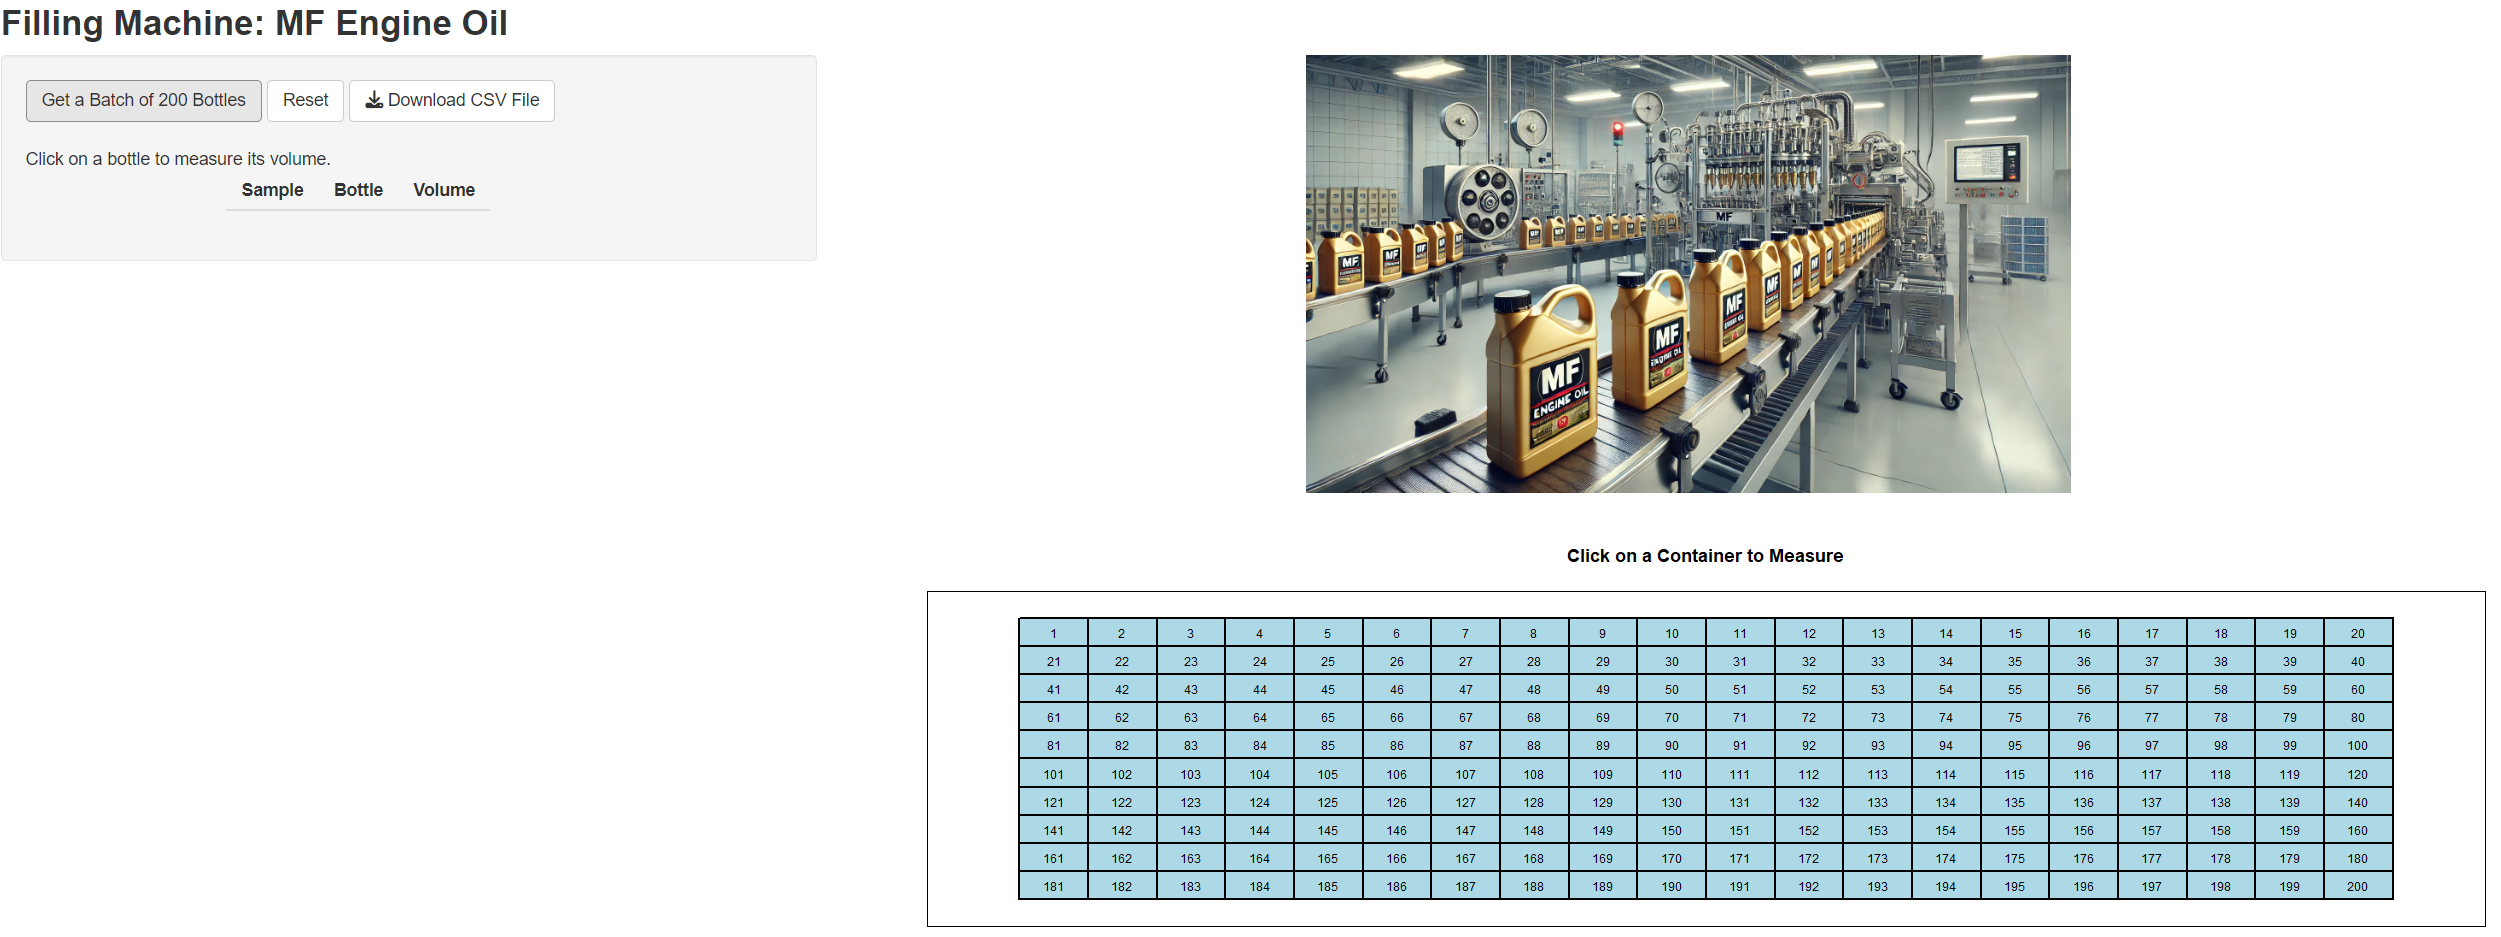 Filling Machine: MF Engine Oil
Get a Batch of 200 Bottles Reset Download CSV File
Click on a bottle to measure its volume.
Sample Bottle Volume
MF
MF
MF
MF
MF
MF
MF
MF
ENGINE OIL
Click on a Container to Measure
1 2 3 4 5 6 7 8 9 10 11 12 13 14 15 16 17 18 19 20
21 22 23 24 25 26 27 28 29 30 31 32 33 34 35 36 37 38 39 40
41 42 43 44 45 46 47 48 49 50 51 52 53 54 55 56 57 58 59 60
61 62 63 64 65 66 67 68 69 70 71 72 73 74 75 76 77 78 79 80
81 82 83 84 85 86 87 88 89 90 91 92 93 94 95 96 97 98 99 100
101 102 103 104 105 106 107 108 109 110 111 112 113 114 115 116 117 118 119 120
121 122 123 124 125 126 127 128 129 130 131 132 133 134 135 136 137 138 139 140
141 142 143 144 145 146 147 148 149 150 151 152 153 154 155 156 157 158 159 160
161 162 163 164 165 166 167 168 169 170 171 172 173 174 175 176 177 178 179 180
181 182 183 184 185 186 187 188 189 190 191 192 193 194 195 196 197 198 199 200